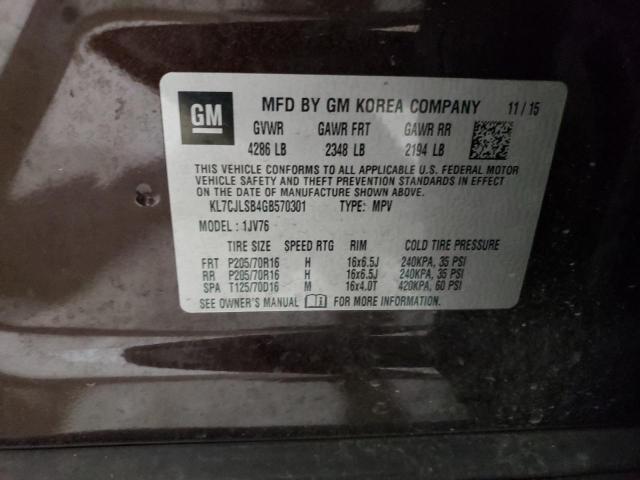 GM MFD BY GM KOREA COMPANY 11/15
GVWR GAWR FRT GAWR RR
4286 LB 2348 LB 2194 LB
THIS VEHICLE CONFORMS TO ALL APPLICABLE U.S. FEDERAL MOTOR
VEHICLE SAFETY AND THEFT PREVENTION STANDARDS IN EFFECT
ON THE DATE OF MANUFACTURE SHOWN ABOVE.
KL7CJLSB4GB570301 TYPE: MPV
MODEL: 1JV76
TIRE SIZE SPEED RTG RIM COLD TIRE PRESSURE
FRT P205/70R16 H 16x6.5J 240KPA, 35 PSI
RR P205/70R16 H 16x6.5J 240KPA, 35 PSI
SPA T125/70D16 M 16x4.0T 420KPA, 60 PSI
SEE OWNER'S MANUAL FOR MORE INFORMATION.